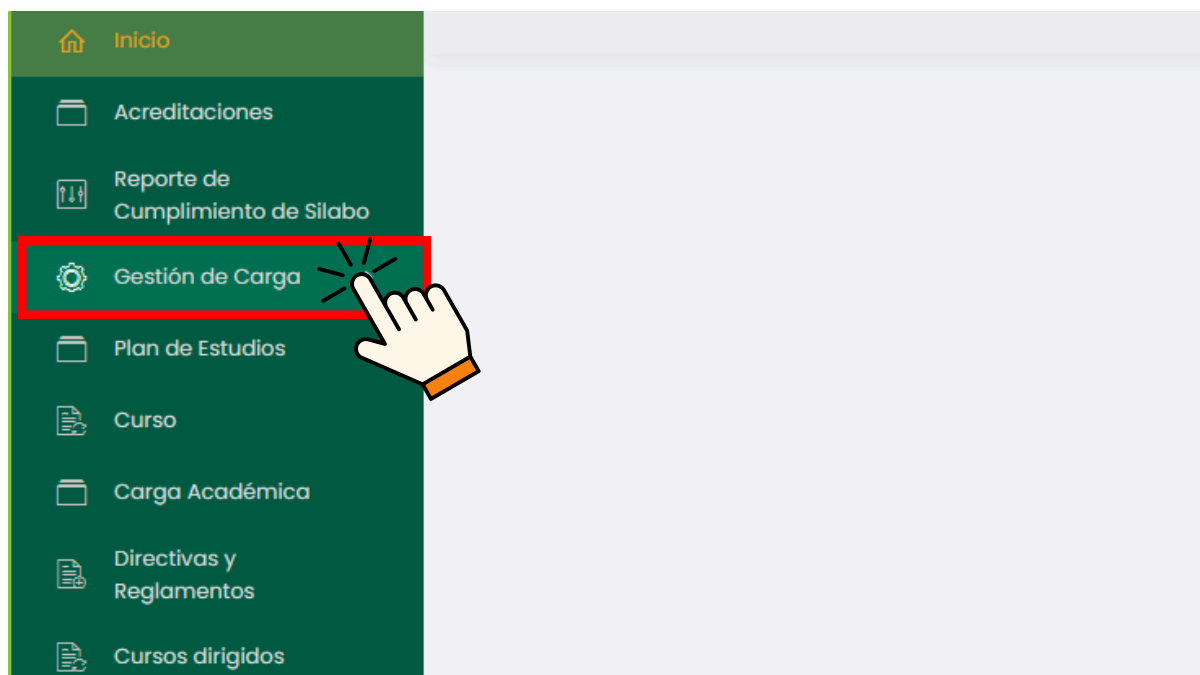 Inicio
Acreditaciones
Reporte de
Cumplimiento de Silabo
Gestión de Carga
Plan de Estudios
Curso
Carga Académica
Directivas y
Reglamentos
Cursos dirigidos